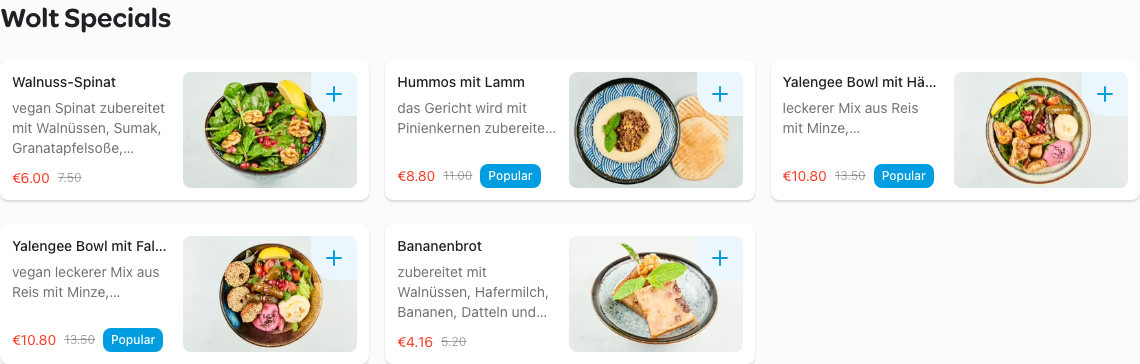 Wolt Specials
Walnuss-Spinat
vegan Spinat zubereitet
mit Walnüssen, Sumak,
Granatapfelsoße,...
€6.00 7.50
Hummos mit Lamm
das Gericht wird mit
Pinienkernen zubereite...
€8.80 11.00 Popular
Yalengee Bowl mit Hä...
leckerer Mix aus Reis
mit Minze,...
€10.80 13.50 Popular
Yalengee Bowl mit Fal...
vegan leckerer Mix aus
Reis mit Minze,...
€10.80 13.50 Popular
Bananenbrot
zubereitet mit
Walnüssen, Hafermilch,
Bananen, Datteln und...
€4.16 5.20